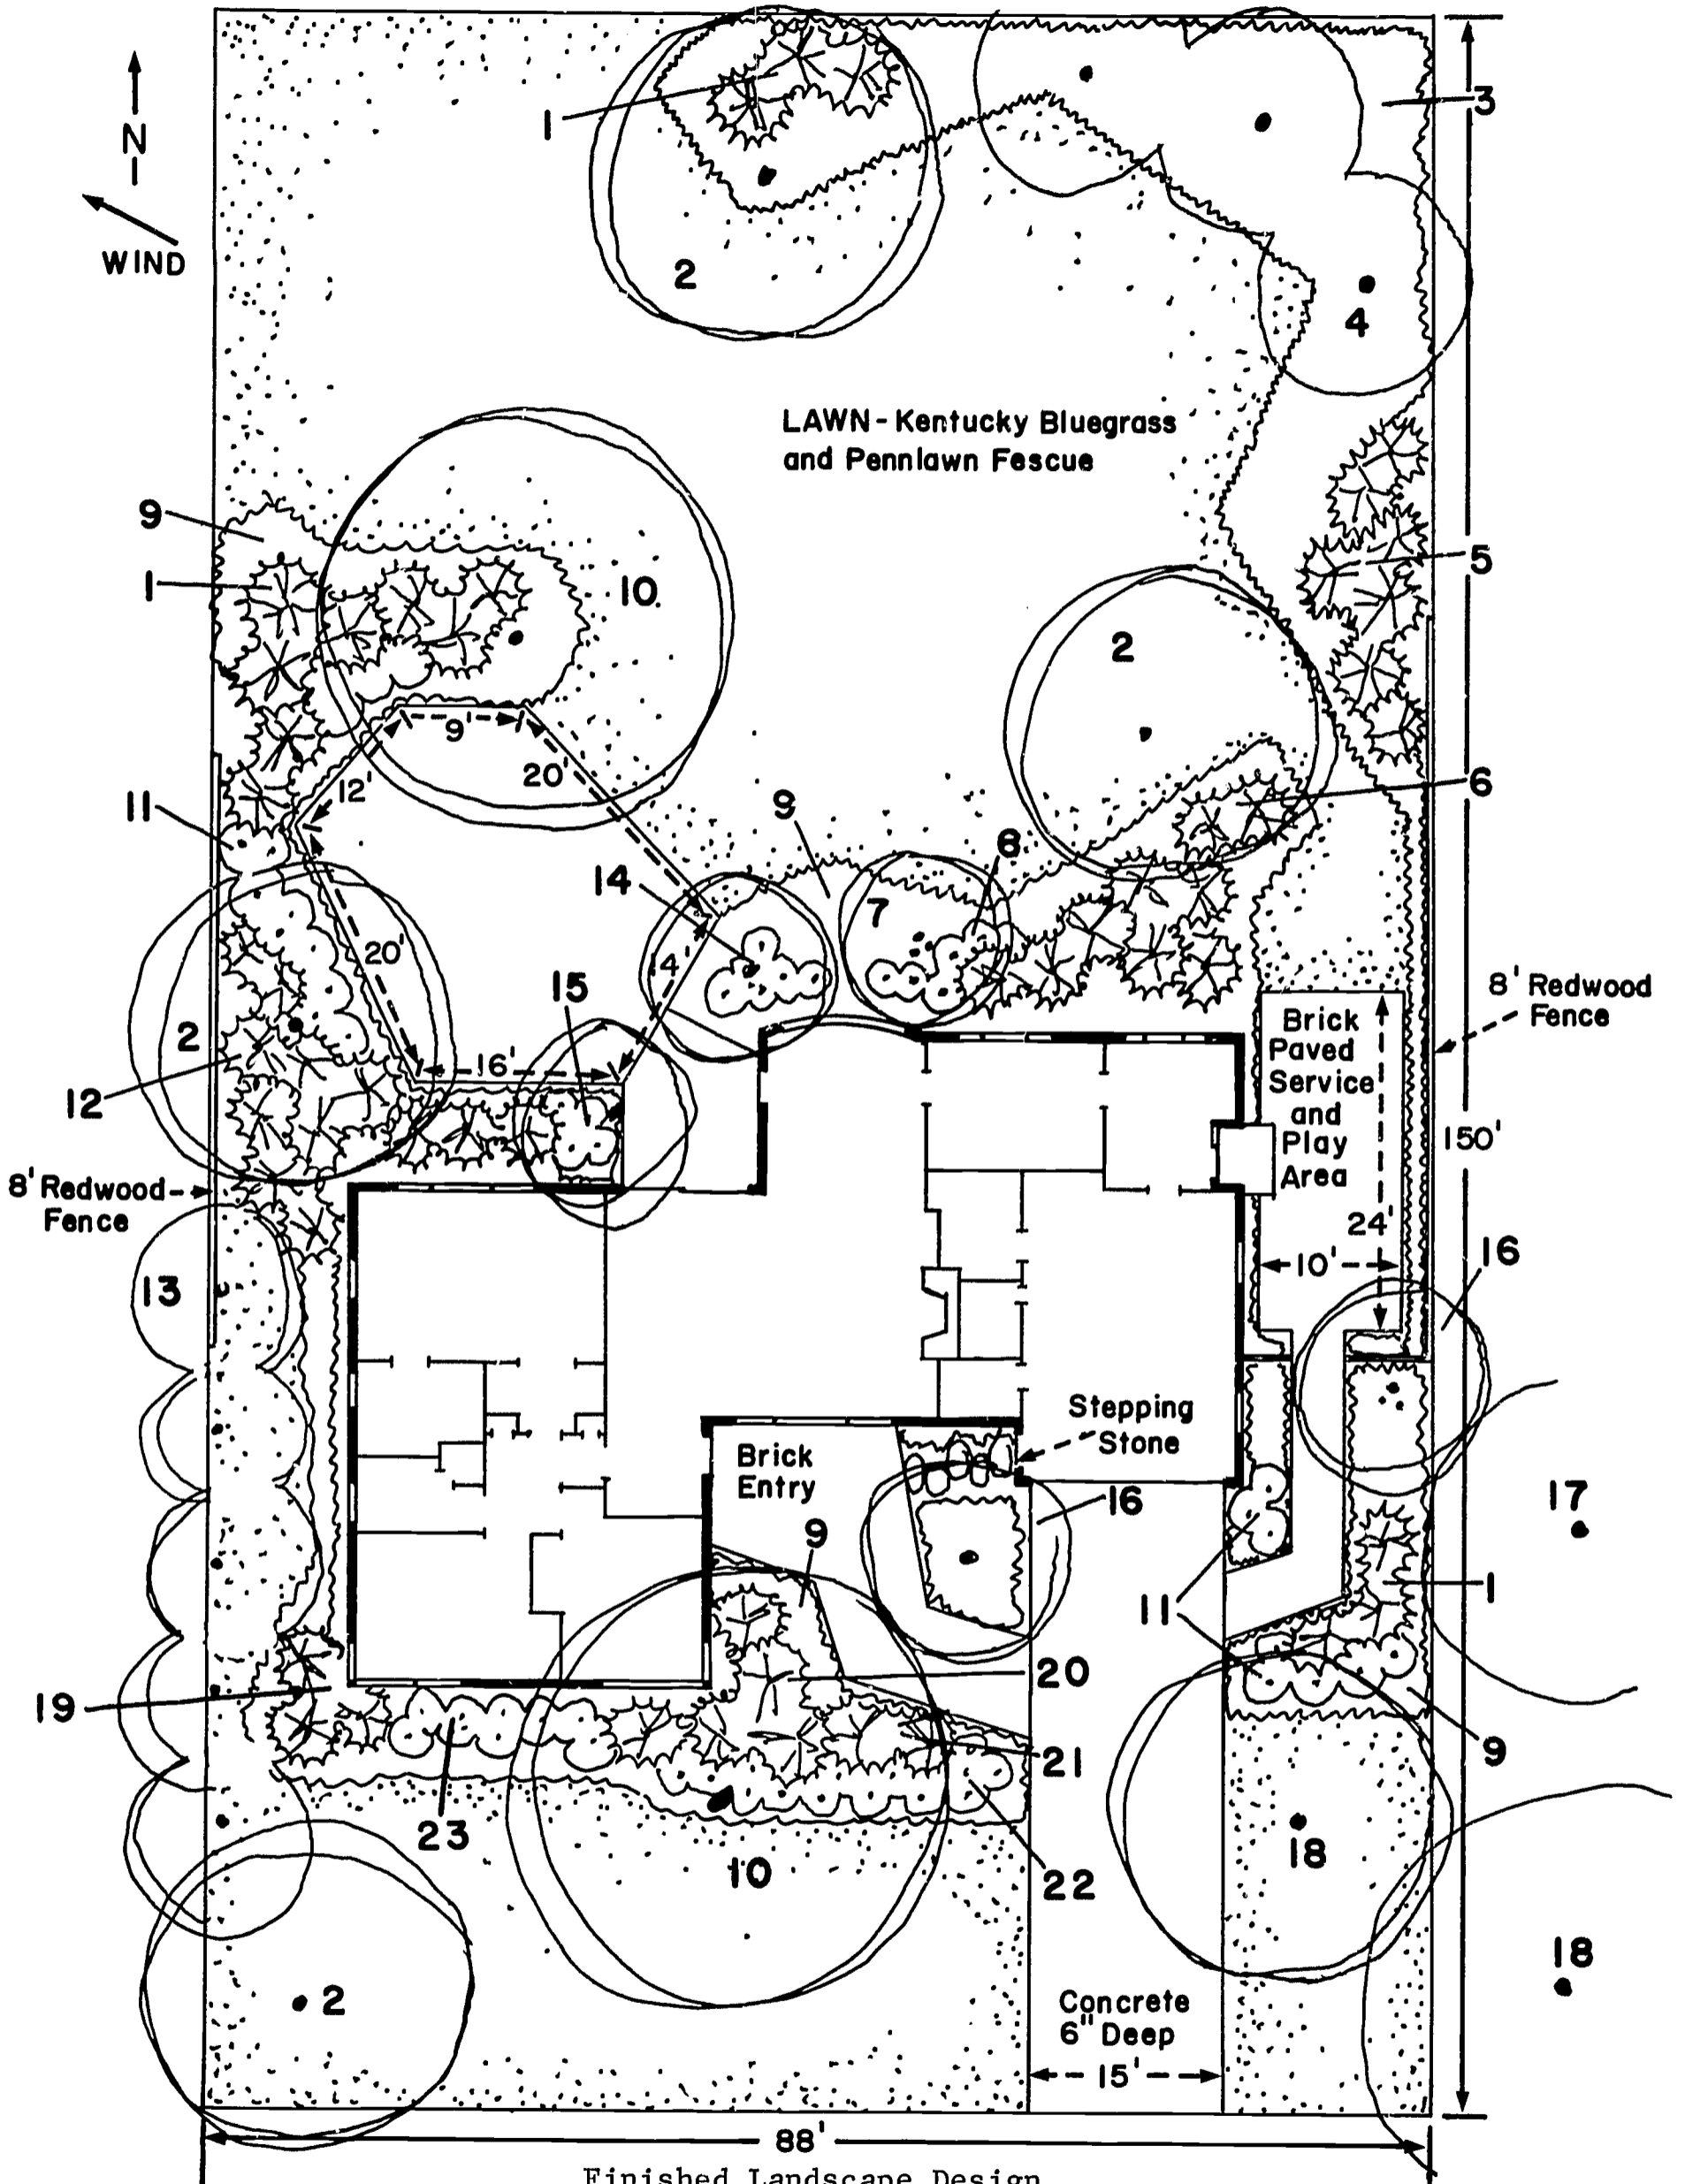 1
3
N
WIND
2
4
LAWN - Kentucky Bluegrass
and Pennlawn Fescue
9
5
1
10
2
9'
20'
12'
6
11
9
8
14
7
20'
14'
15
8' Redwood
Fence
Brick
Paved
Service
and
Play
Area
2
16'
12
150'
8' Redwood
Fence
24'
16
10'
13
Stepping
Stone
Brick
Entry
16
17
9
11
1
20
19
21
9
23
22
18
10
18
2
Concrete
6" Deep
15'
88'
Finished Landscape Design